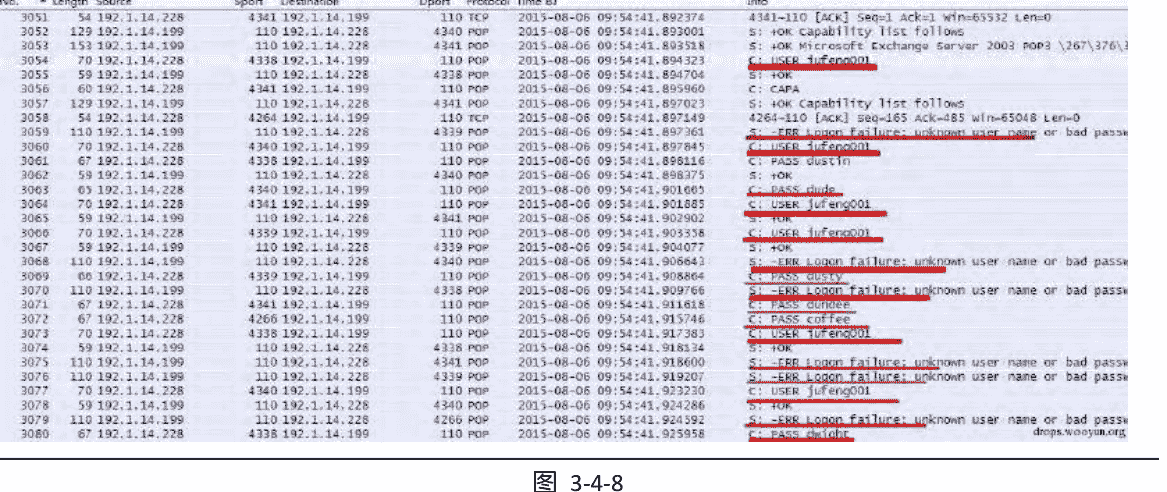 No. Length Source Sport Destination Dport Protocol Time BJ Info
3051 54 192.1.14.228 4341 192.1.14.199 110 TCP 2015-08-06 09:54:41.892374 4341→110 [ACK] Seq=1 Ack=1 Win=65532 Len=0
3052 129 192.1.14.199 110 192.1.14.228 4340 POP 2015-08-06 09:54:41.893001 S: +OK Capability list follows
3053 153 192.1.14.199 110 192.1.14.228 4341 POP 2015-08-06 09:54:41.893518 S: +OK Microsoft Exchange Server 2003 POP3 \267\376\
3054 70 192.1.14.228 4338 192.1.14.199 110 POP 2015-08-06 09:54:41.894323 C: USER jufeng001
3055 59 192.1.14.199 110 192.1.14.228 4338 POP 2015-08-06 09:54:41.894704 S: +OK
3056 60 192.1.14.228 4341 192.1.14.199 110 POP 2015-08-06 09:54:41.895960 C: CAPA
3057 129 192.1.14.199 110 192.1.14.228 4341 POP 2015-08-06 09:54:41.897023 S: +OK Capability list follows
3058 54 192.1.14.228 4264 192.1.14.199 110 TCP 2015-08-06 09:54:41.897149 4264→110 [ACK] Seq=165 Ack=485 Win=65048 Len=0
3059 110 192.1.14.199 110 192.1.14.228 4339 POP 2015-08-06 09:54:41.897361 S: -ERR Logon failure: unknown user name or bad passw
3060 70 192.1.14.228 4340 192.1.14.199 110 POP 2015-08-06 09:54:41.897845 C: USER jufeng001
3061 67 192.1.14.228 4338 192.1.14.199 110 POP 2015-08-06 09:54:41.898116 C: PASS dustin
3062 59 192.1.14.199 110 192.1.14.228 4340 POP 2015-08-06 09:54:41.898375 S: +OK
3063 65 192.1.14.228 4340 192.1.14.199 110 POP 2015-08-06 09:54:41.901665 C: PASS dude
3064 70 192.1.14.228 4341 192.1.14.199 110 POP 2015-08-06 09:54:41.901885 C: USER jufeng001
3065 59 192.1.14.199 110 192.1.14.228 4341 POP 2015-08-06 09:54:41.902902 S: +OK
3066 70 192.1.14.228 4339 192.1.14.199 110 POP 2015-08-06 09:54:41.903358 C: USER jufeng001
3067 59 192.1.14.199 110 192.1.14.228 4339 POP 2015-08-06 09:54:41.904077 S: +OK
3068 110 192.1.14.199 110 192.1.14.228 4340 POP 2015-08-06 09:54:41.906643 S: -ERR Logon failure: unknown user name or bad passw
3069 66 192.1.14.228 4339 192.1.14.199 110 POP 2015-08-06 09:54:41.908864 C: PASS dusty
3070 110 192.1.14.199 110 192.1.14.228 4338 POP 2015-08-06 09:54:41.909766 S: -ERR Logon failure: unknown user name or bad passw
3071 67 192.1.14.228 4341 192.1.14.199 110 POP 2015-08-06 09:54:41.911618 C: PASS dundee
3072 67 192.1.14.228 4266 192.1.14.199 110 POP 2015-08-06 09:54:41.915746 C: PASS coffee
3073 70 192.1.14.228 4338 192.1.14.199 110 POP 2015-08-06 09:54:41.917383 C: USER jufeng001
3074 59 192.1.14.199 110 192.1.14.228 4338 POP 2015-08-06 09:54:41.918134 S: +OK
3075 110 192.1.14.199 110 192.1.14.228 4341 POP 2015-08-06 09:54:41.918600 S: -ERR Logon failure: unknown user name or bad passw
3076 110 192.1.14.199 110 192.1.14.228 4339 POP 2015-08-06 09:54:41.919207 S: -ERR Logon failure: unknown user name or bad passw
3077 70 192.1.14.228 4340 192.1.14.199 110 POP 2015-08-06 09:54:41.923230 C: USER jufeng001
3078 59 192.1.14.199 110 192.1.14.228 4340 POP 2015-08-06 09:54:41.924286 S: +OK
3079 110 192.1.14.199 110 192.1.14.228 4266 POP 2015-08-06 09:54:41.924592 S: -ERR Logon failure: unknown user name or bad passw
3080 67 192.1.14.228 4338 192.1.14.199 110 POP 2015-08-06 09:54:41.925958 C: PASS dwight
drops.wooyun.org
图 3-4-8